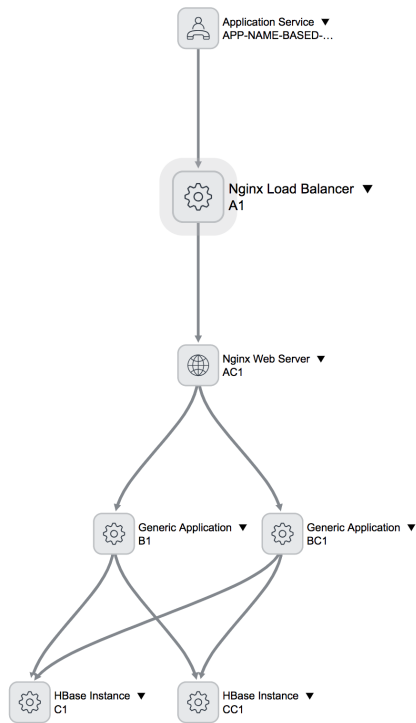 Application Service ▼
APP-NAME-BASED-...
Nginx Load Balancer ▼
A1
Nginx Web Server ▼
AC1
Generic Application ▼
B1
Generic Application ▼
BC1
HBase Instance ▼
C1
HBase Instance ▼
CC1